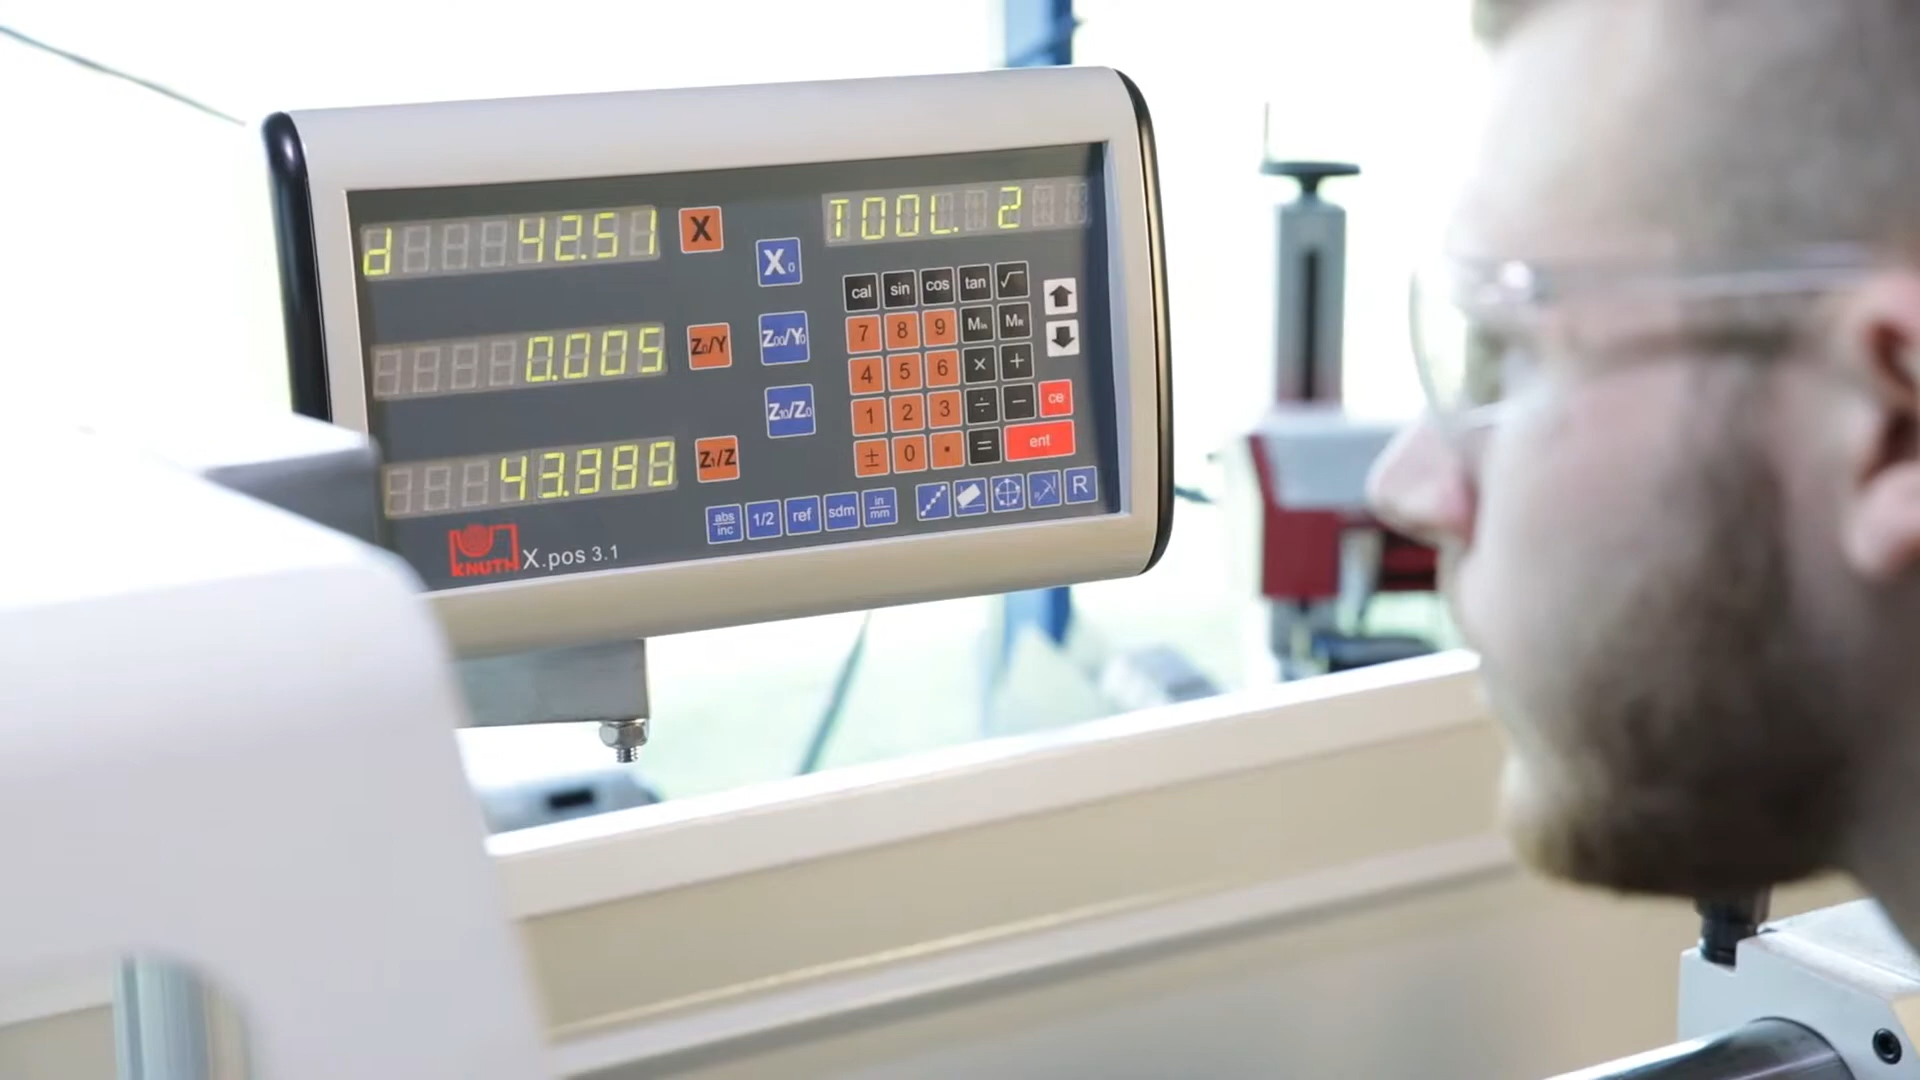 d 42.51 X TOOL 2
X₀
cal sin cos tan √
0.005 Z₀/Y Z₀₀/Y₀
7 8 9 Min MR
4 5 6 × +
Z₁₀/Z₀
1 2 3 ÷ − ce
Z₁/Z
± 0 . = ent
abs/inc 1/2 ref sdm in/mm R
KNUTH X.pos 3.1